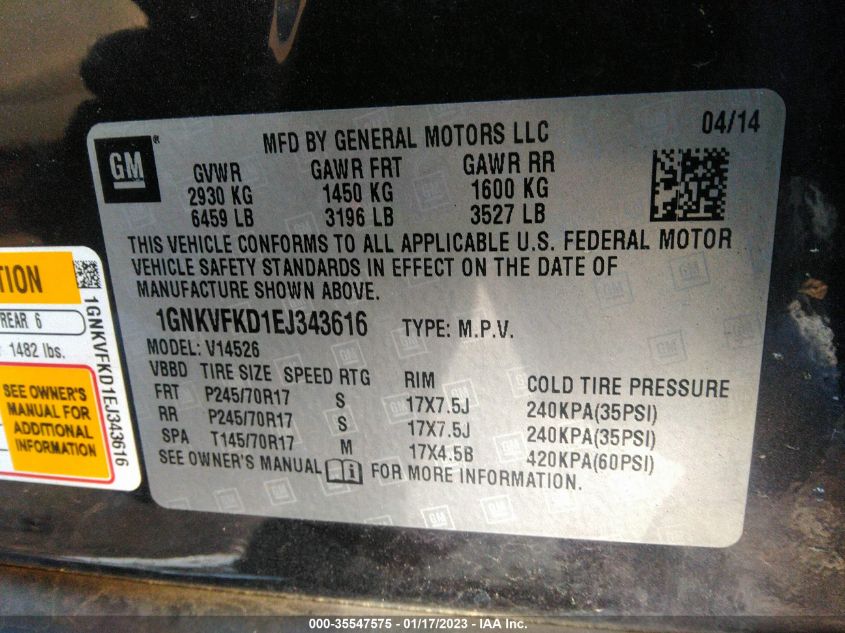 MFD BY GENERAL MOTORS LLC 04/14
GM ®
GVWR GAWR FRT GAWR RR
2930 KG 1450 KG 1600 KG
6459 LB 3196 LB 3527 LB
THIS VEHICLE CONFORMS TO ALL APPLICABLE U.S. FEDERAL MOTOR
VEHICLE SAFETY STANDARDS IN EFFECT ON THE DATE OF
MANUFACTURE SHOWN ABOVE.
1GNKVFKD1EJ343616 TYPE: M.P.V.
MODEL: V14526
VBBD TIRE SIZE SPEED RTG RIM COLD TIRE PRESSURE
FRT P245/70R17 S 17X7.5J 240KPA(35PSI)
RR P245/70R17 S 17X7.5J 240KPA(35PSI)
SPA T145/70R17 M 17X4.5B 420KPA(60PSI)
SEE OWNER'S MANUAL FOR MORE INFORMATION.
REAR 6
1482 lbs.
SEE OWNER'S
MANUAL FOR
ADDITIONAL
INFORMATION
1GNKVFKD1EJ343616
000-35547575 — 01/17/2023 — IAA Inc.